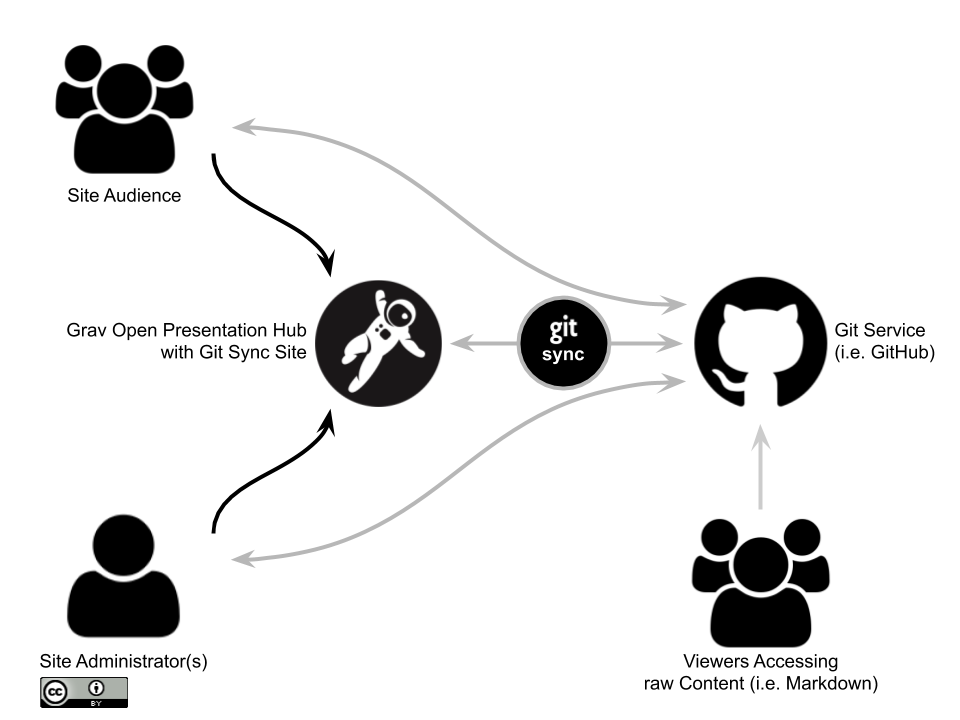 Site Audience
Grav Open Presentation Hub
with Git Sync Site
git
sync
Git Service
(i.e. GitHub)
Site Administrator(s)
cc
BY
Viewers Accessing
raw Content (i.e. Markdown)